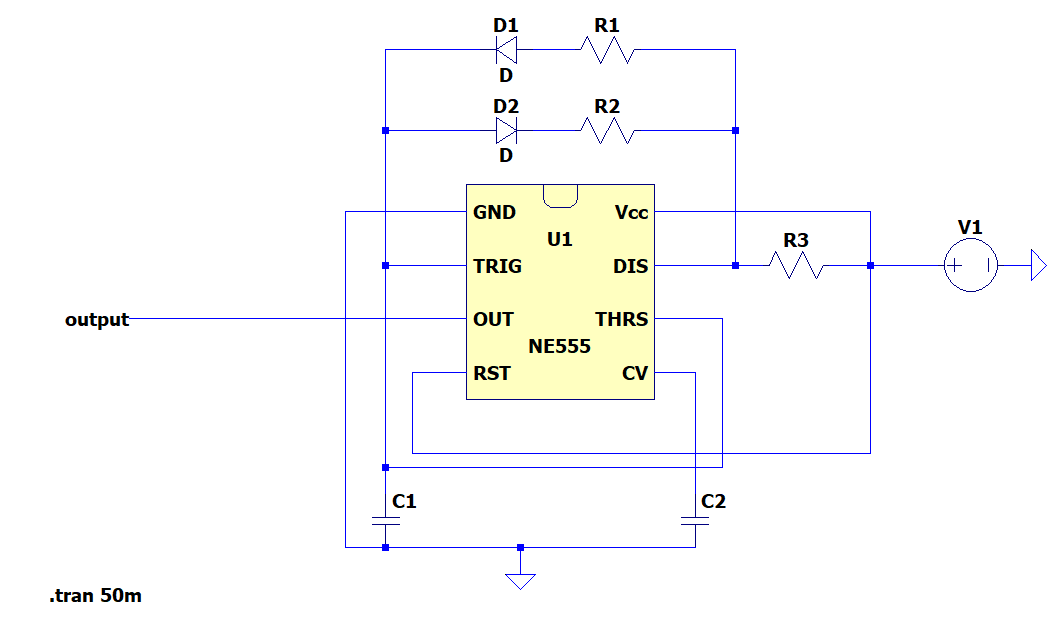 D1 R1
D
D2 R2
D
GND Vcc
U1
V1
R3
TRIG DIS
+ |
output
OUT THRS
NE555
RST CV
C1 C2
.tran 50m